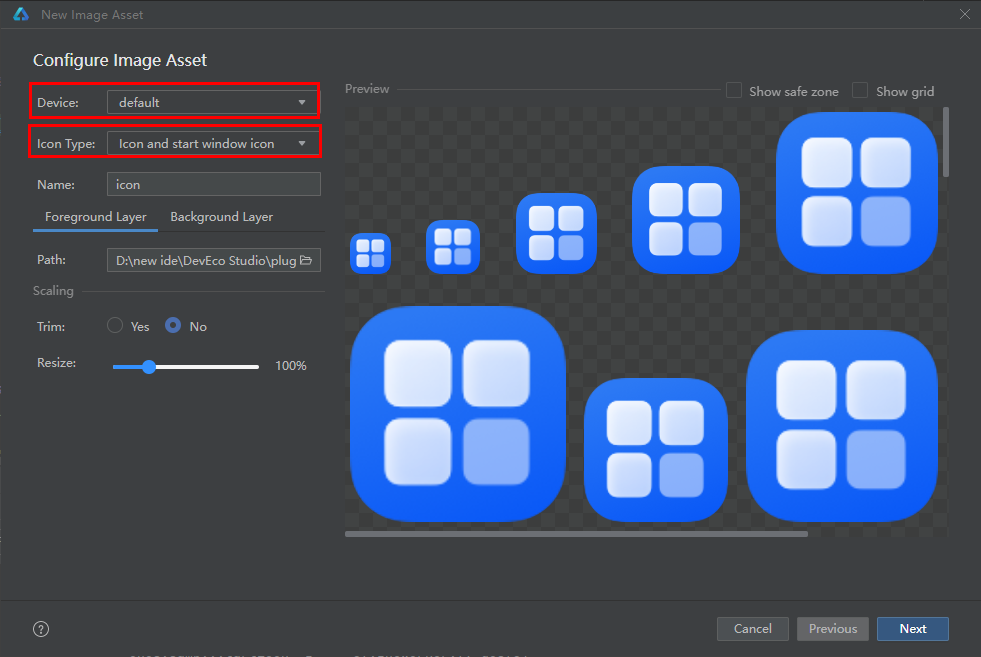 New Image Asset
Configure Image Asset
Device: default
Icon Type: Icon and start window icon
Name: icon
Foreground Layer Background Layer
Path: D:\new ide\DevEco Studio\plug
Scaling
Trim: Yes No
Resize: 100%
Preview Show safe zone Show grid
? Cancel Previous Next